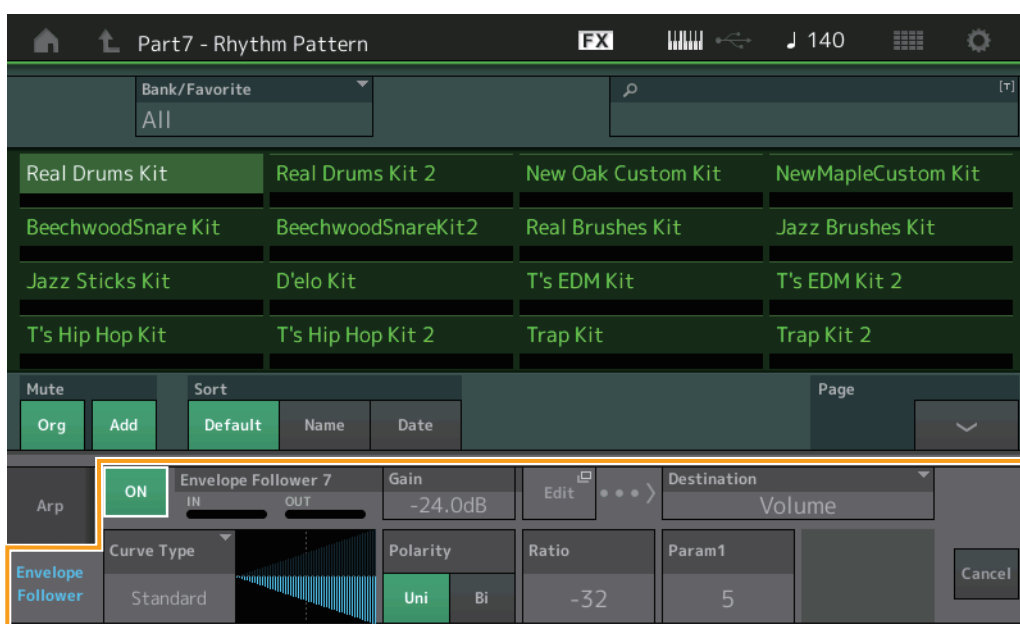 Part7 - Rhythm Pattern FX ♩ 140
Bank/Favorite
All
[T]
Real Drums Kit Real Drums Kit 2 New Oak Custom Kit NewMapleCustom Kit
BeechwoodSnare Kit BeechwoodSnareKit2 Real Brushes Kit Jazz Brushes Kit
Jazz Sticks Kit D'elo Kit T's EDM Kit T's EDM Kit 2
T's Hip Hop Kit T's Hip Hop Kit 2 Trap Kit Trap Kit 2
Mute Sort Page
Org Add Default Name Date
Arp ON Envelope Follower 7 Gain Edit Destination
IN OUT -24.0dB Volume
Curve Type Polarity Ratio Param1
Envelope Follower Standard Uni Bi -32 5 Cancel